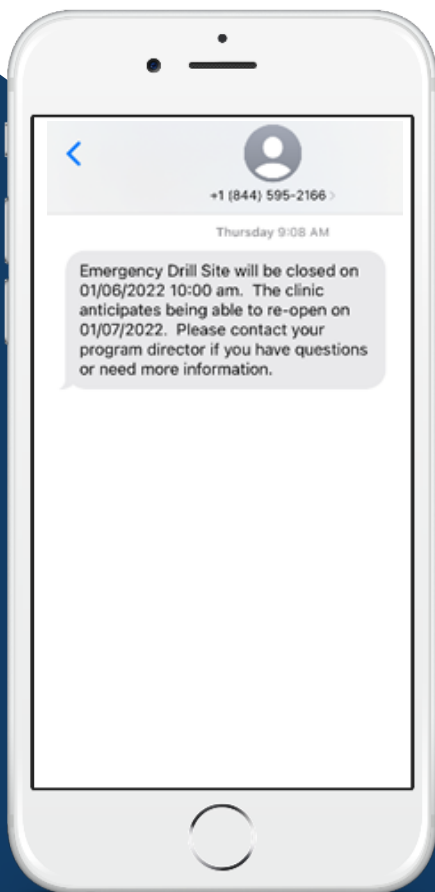 +1 (844) 595-2166 >
Thursday 9:08 AM
Emergency Drill Site will be closed on
01/06/2022 10:00 am.  The clinic
anticipates being able to re-open on
01/07/2022.  Please contact your
program director if you have questions
or need more information.